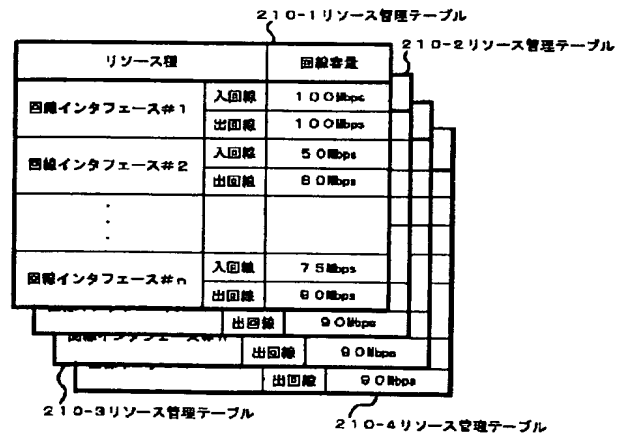 210-1リソース管理テーブル
210-2リソース管理テーブル
リソース種 回線容量
回線インタフェース#1 入回線 100Mbps
出回線 100Mbps
回線インタフェース#2 入回線 50Mbps
出回線 80Mbps
・
・
・
回線インタフェース#n 入回線 75Mbps
出回線 90Mbps
出回線 90Mbps
出回線 90Mbps
出回線 90Mbps
210-3リソース管理テーブル
210-4リソース管理テーブル